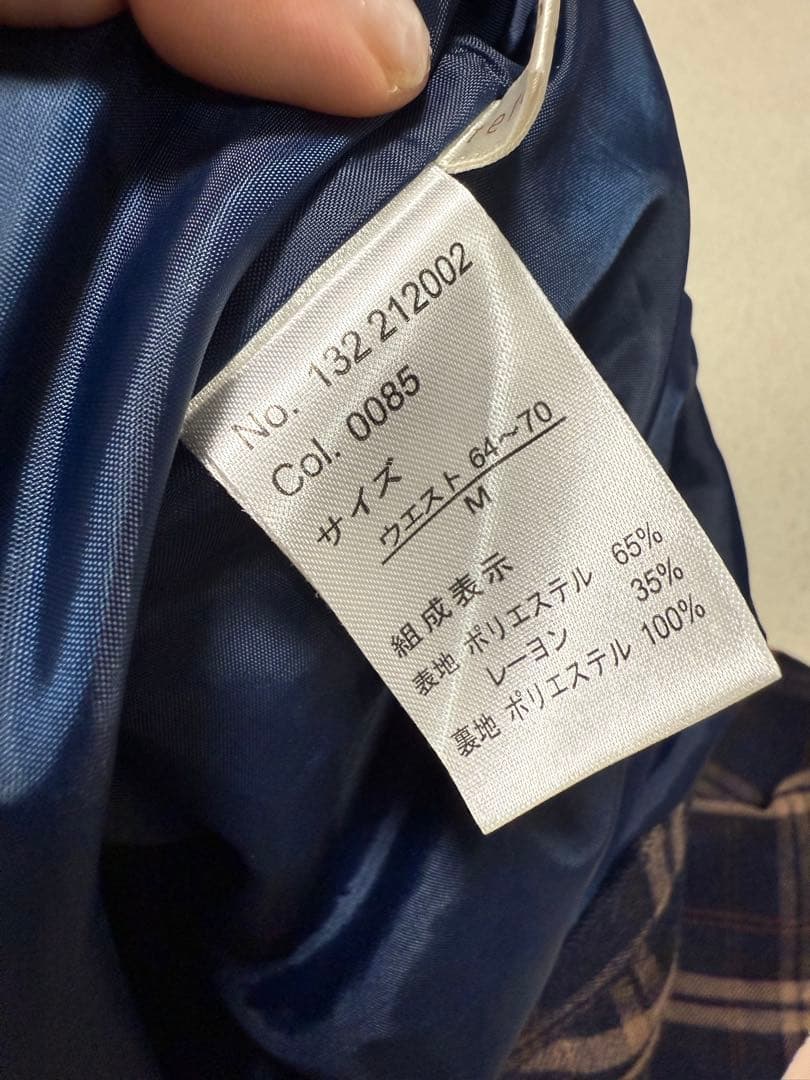 No. 132 212002
Col. 0085
サイズ
ウエスト 64～70
M
組成表示
表地 ポリエステル 65%
レーヨン 35%
裏地 ポリエステル 100%